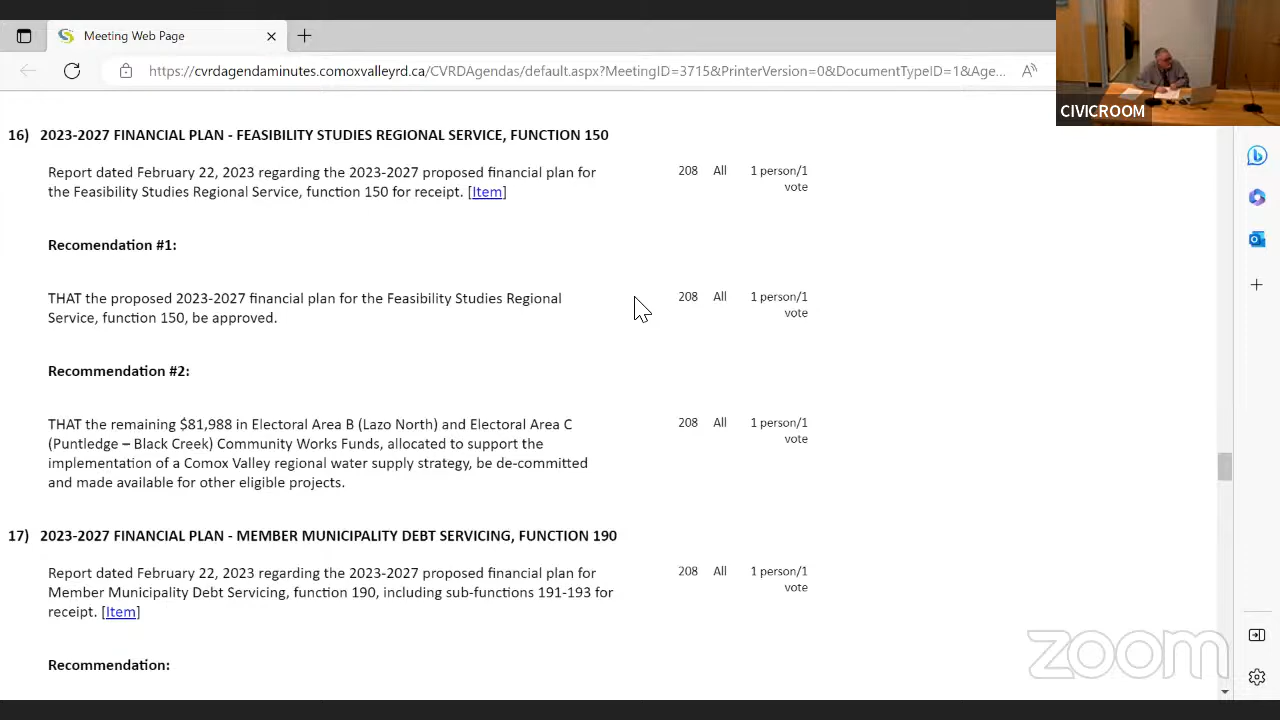 Meeting Web Page
https://cvrdagendaminutes.comoxvalleyrd.ca/CVRDAgendas/default.aspx?MeetingID=3715&PrinterVersion=0&DocumentTypeID=1&Age...
CIVICROOM
16) 2023-2027 FINANCIAL PLAN - FEASIBILITY STUDIES REGIONAL SERVICE, FUNCTION 150
Report dated February 22, 2023 regarding the 2023-2027 proposed financial plan for 208 All 1 person/1
the Feasibility Studies Regional Service, function 150 for receipt. [Item] vote
Recomendation #1:
THAT the proposed 2023-2027 financial plan for the Feasibility Studies Regional 208 All 1 person/1
Service, function 150, be approved. vote
Recommendation #2:
THAT the remaining $81,988 in Electoral Area B (Lazo North) and Electoral Area C 208 All 1 person/1
(Puntledge – Black Creek) Community Works Funds, allocated to support the vote
implementation of a Comox Valley regional water supply strategy, be de-committed
and made available for other eligible projects.
17) 2023-2027 FINANCIAL PLAN - MEMBER MUNICIPALITY DEBT SERVICING, FUNCTION 190
Report dated February 22, 2023 regarding the 2023-2027 proposed financial plan for 208 All 1 person/1
Member Municipality Debt Servicing, function 190, including sub-functions 191-193 for vote
receipt. [Item]
Recommendation:
zoom